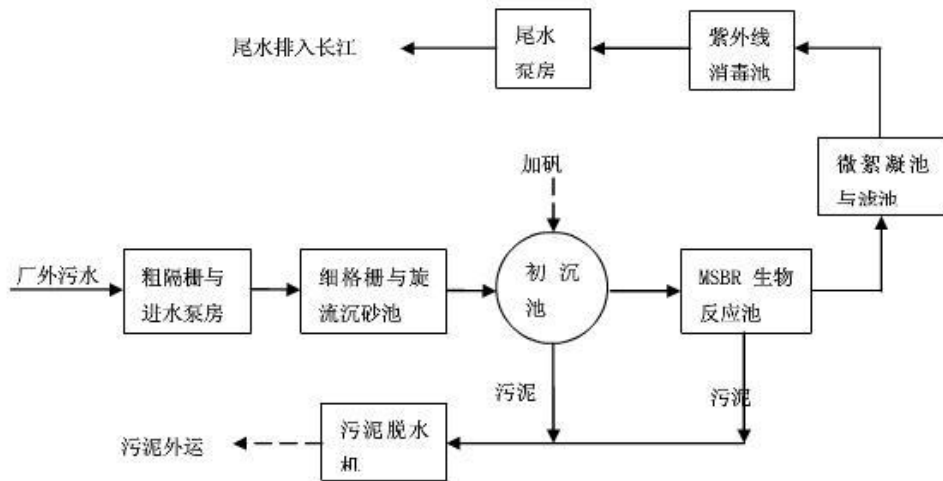 尾水排入长江
尾水
泵房
紫外线
消毒池
微絮凝池
与滤池
加矾
厂外污水
粗隔栅与
进水泵房
细格栅与旋
流沉砂池
初沉
池
MSBR 生物
反应池
污泥
污泥
污泥外运
污泥脱水
机